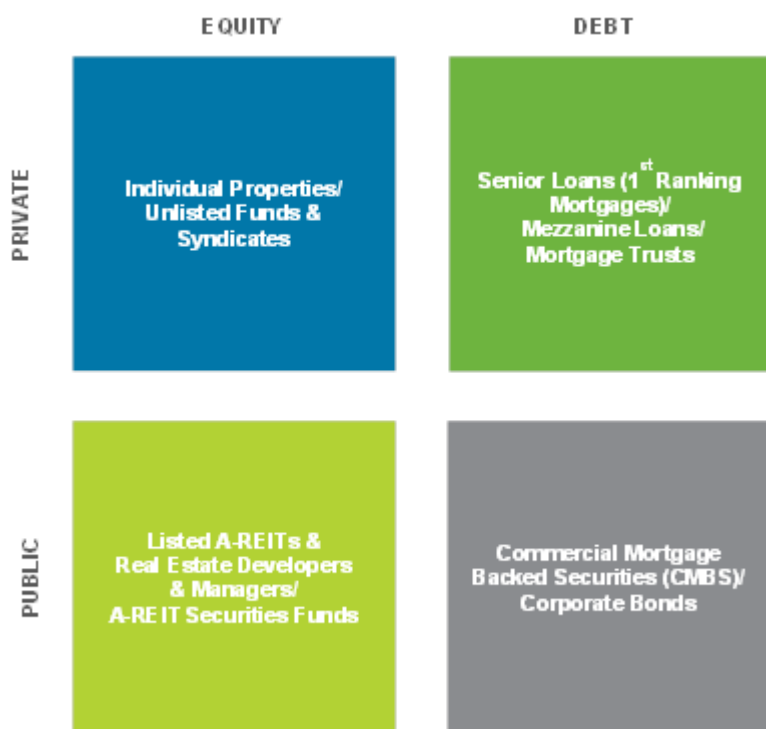 EQUITY
DEBT
PRIVATE
Individual Properties/
Unlisted Funds &
Syndicates
Senior Loans (1st Ranking
Mortgages)/
Mezzanine Loans/
Mortgage Trusts
PUBLIC
Listed A-REITs &
Real Estate Developers
& Managers/
A-REIT Securities Funds
Commercial Mortgage
Backed Securities (CMBS)/
Corporate Bonds